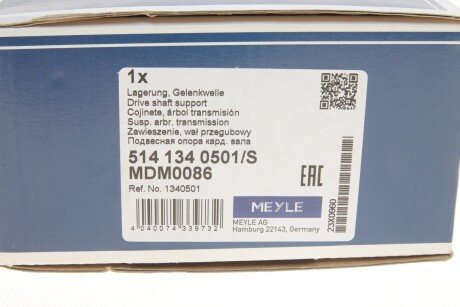 1x
Lagerung, Gelenkwelle
Drive shaft support
Cojinete, árbol transmisión
Susp. arbr. transmission
Zawieszenie, wał przegubowy
Подвесная опора кард. вала
514 134 0501/S
MDM0086
Ref. No. 1340501
EAC
MEYLE
MEYLE AG
Hamburg 22143, Germany
4 040074 339732
23X0960